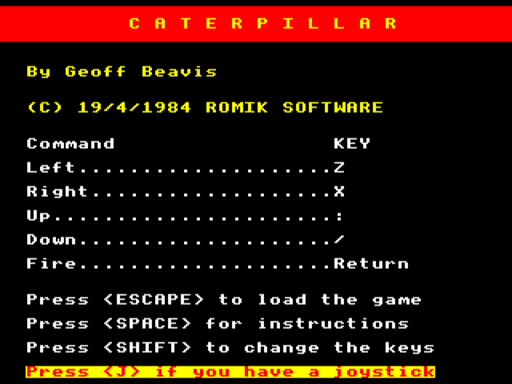 C A T E R P I L L A R
By Geoff Beavis
(C) 19/4/1984 ROMIK SOFTWARE
Command KEY
Left....................Z
Right...................X
Up......................:
Down..................../
Fire....................Return
Press <ESCAPE> to load the game
Press <SPACE> for instructions
Press <SHIFT> to change the keys
Press <J> if you have a joystick